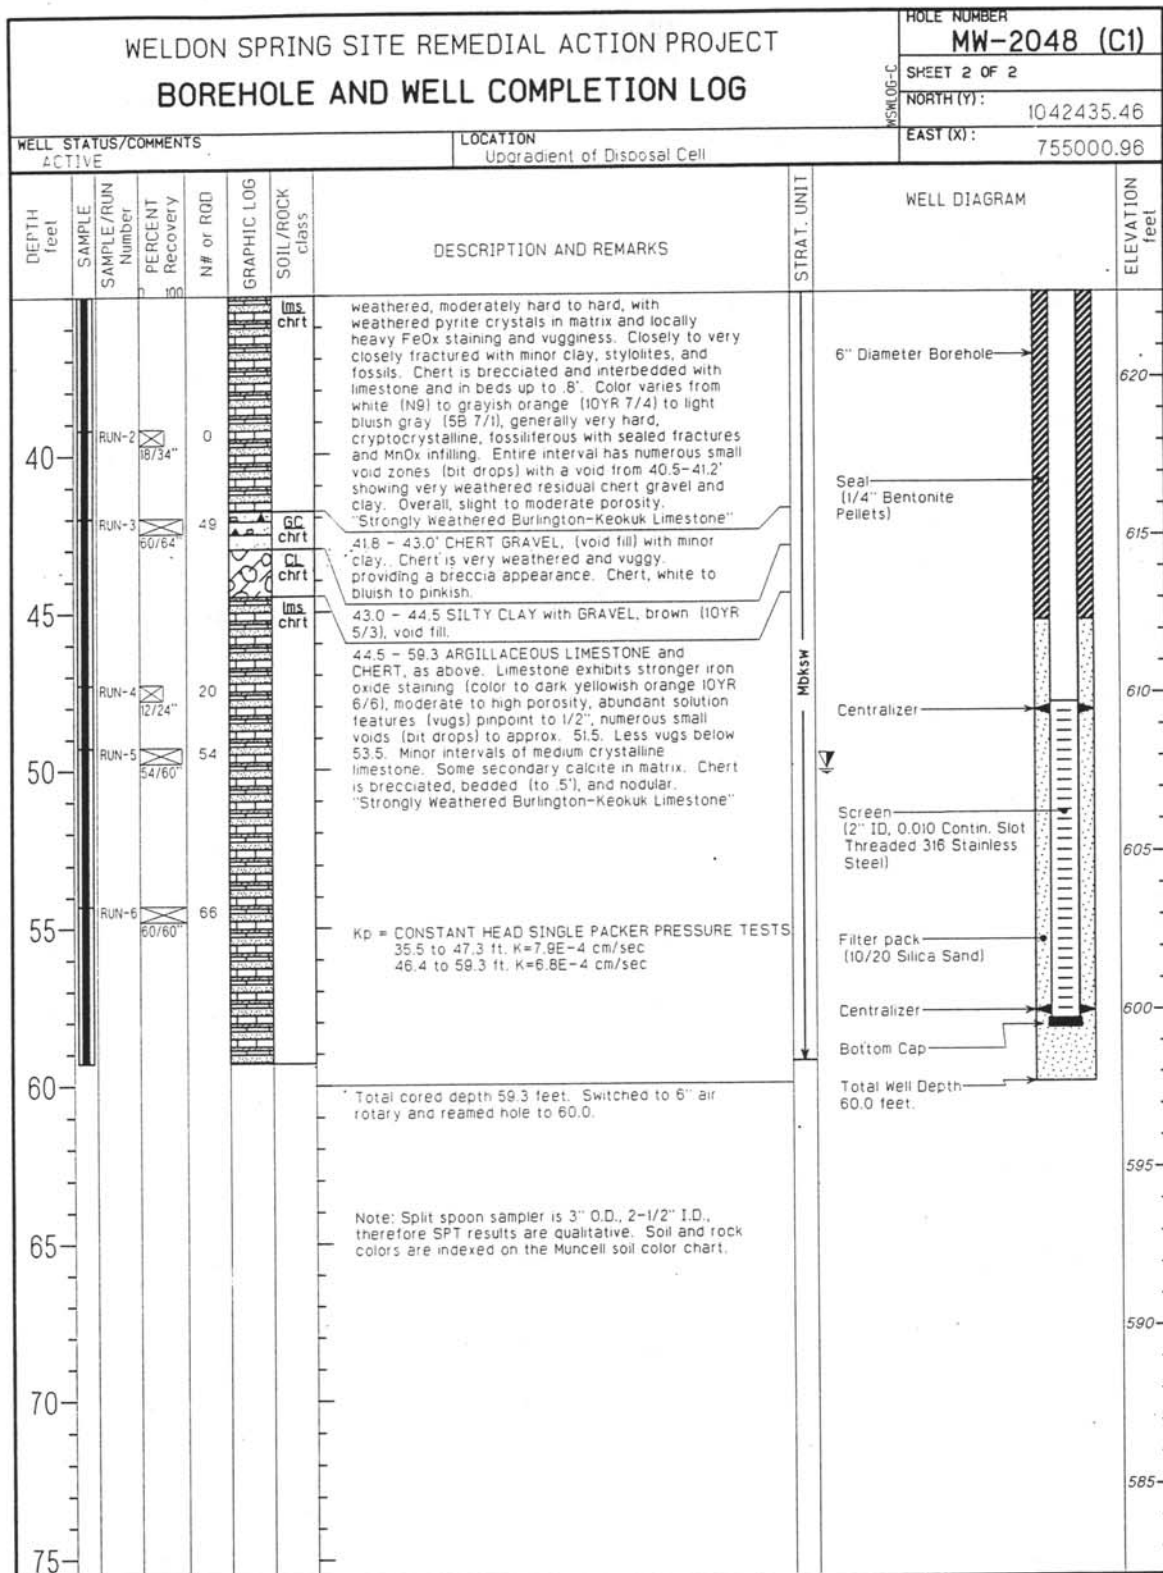 WELDON SPRING SITE REMEDIAL ACTION PROJECT
BOREHOLE AND WELL COMPLETION LOG
WSWLOG-C
HOLE NUMBER
MW-2048 (C1)
SHEET 2 OF 2
NORTH (Y):
1042435.46
EAST (X):
755000.96
WELL STATUS/COMMENTS
ACTIVE
LOCATION
Upgradient of Disposal Cell
DEPTH feet
SAMPLE
SAMPLE/RUN Number
PERCENT Recovery
0 100
N# or RQD
GRAPHIC LOG
SOIL/ROCK class
DESCRIPTION AND REMARKS
STRAT. UNIT
WELL DIAGRAM
ELEVATION feet
lms
chrt
weathered, moderately hard to hard, with
weathered pyrite crystals in matrix and locally
heavy FeOx staining and vugginess. Closely to very
closely fractured with minor clay, stylolites, and
fossils. Chert is brecciated and interbedded with
limestone and in beds up to .8'. Color varies from
white (N9) to grayish orange (10YR 7/4) to light
bluish gray (5B 7/1), generally very hard,
cryptocrystalline, fossiliferous with sealed fractures
and MnOx infilling. Entire interval has numerous small
void zones (bit drops) with a void from 40.5-41.2'
showing very weathered residual chert gravel and
clay. Overall, slight to moderate porosity.
"Strongly Weathered Burlington-Keokuk Limestone"
GC
chrt
41.8 - 43.0' CHERT GRAVEL, (void fill) with minor
clay. Chert is very weathered and vuggy.
providing a breccia appearance. Chert, white to
bluish to pinkish.
CL
chrt
43.0 - 44.5 SILTY CLAY with GRAVEL, brown (10YR
5/3), void fill.
lms
chrt
44.5 - 59.3 ARGILLACEOUS LIMESTONE and
CHERT, as above. Limestone exhibits stronger iron
oxide staining (color to dark yellowish orange 10YR
6/6), moderate to high porosity, abundant solution
features (vugs) pinpoint to 1/2", numerous small
voids (bit drops) to approx. 51.5. Less vugs below
53.5. Minor intervals of medium crystalline
limestone. Some secondary calcite in matrix. Chert
is brecciated, bedded (to .5'), and nodular.
"Strongly Weathered Burlington-Keokuk Limestone"
Kp = CONSTANT HEAD SINGLE PACKER PRESSURE TESTS
35.5 to 47.3 ft. K=7.9E-4 cm/sec
46.4 to 59.3 ft. K=6.8E-4 cm/sec
Total cored depth 59.3 feet. Switched to 6" air
rotary and reamed hole to 60.0.
Note: Split spoon sampler is 3" O.D., 2-1/2" I.D.,
therefore SPT results are qualitative. Soil and rock
colors are indexed on the Muncell soil color chart.
RUN-2
18/34"
0
RUN-3
60/64"
49
RUN-4
12/24"
20
RUN-5
54/60"
54
RUN-6
60/60"
66
40
45
50
55
60
65
70
75
Mbksw
6" Diameter Borehole
Seal
(1/4" Bentonite
Pellets)
Centralizer
Screen
(2" ID, 0.010 Contin. Slot
Threaded 316 Stainless
Steel)
Filter pack
(10/20 Silica Sand)
Centralizer
Bottom Cap
Total Well Depth
60.0 feet.
620
615
610
605
600
595
590
585